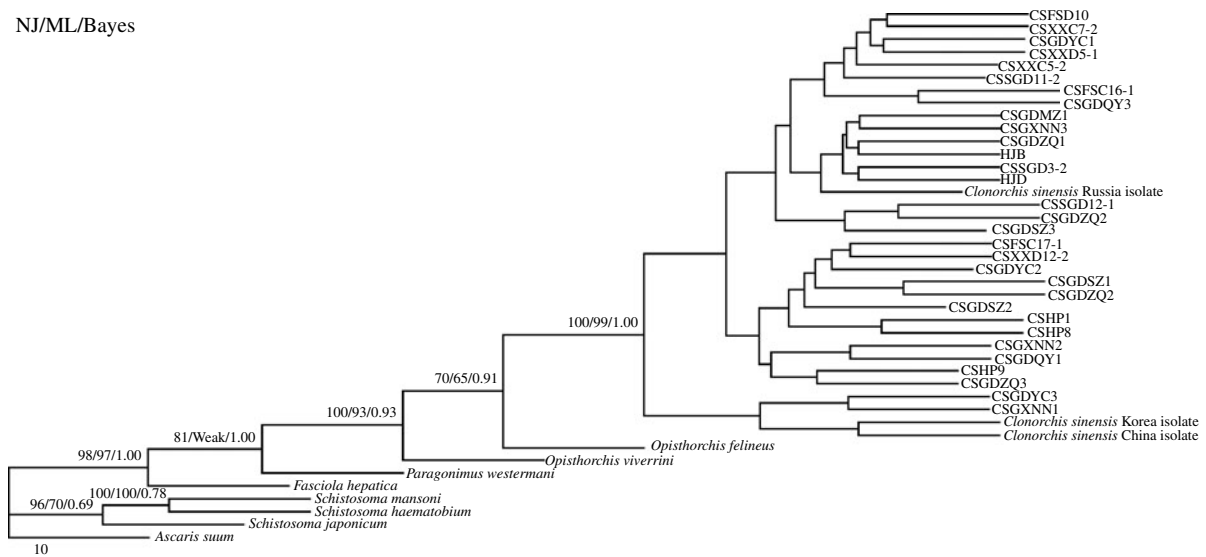 NJ/ML/Bayes
CSFSD10
CSXXC7-2
CSGDYC1
CSXXD5-1
CSXXC5-2
CSSGD11-2
CSFSC16-1
CSGDQY3
CSGDMZ1
CSGXNN3
CSGDZQ1
HJB
CSSGD3-2
HJD
Clonorchis sinensis Russia isolate
CSSGD12-1
CSGDZQ2
CSGDSZ3
CSFSC17-1
CSXXD12-2
CSGDYC2
CSGDSZ1
CSGDZQ2
CSGDSZ2
CSHP1
CSHP8
100/99/1.00
CSGXNN2
CSGDQY1
CSHP9
CSGDZQ3
70/65/0.91
CSGDYC3
CSGXNN1
100/93/0.93
Clonorchis sinensis Korea isolate
Clonorchis sinensis China isolate
81/Weak/1.00
Opisthorchis felineus
98/97/1.00
Opisthorchis viverrini
Paragonimus westermani
Fasciola hepatica
100/100/0.78
Schistosoma mansoni
96/70/0.69
Schistosoma haematobium
Schistosoma japonicum
Ascaris suum
10